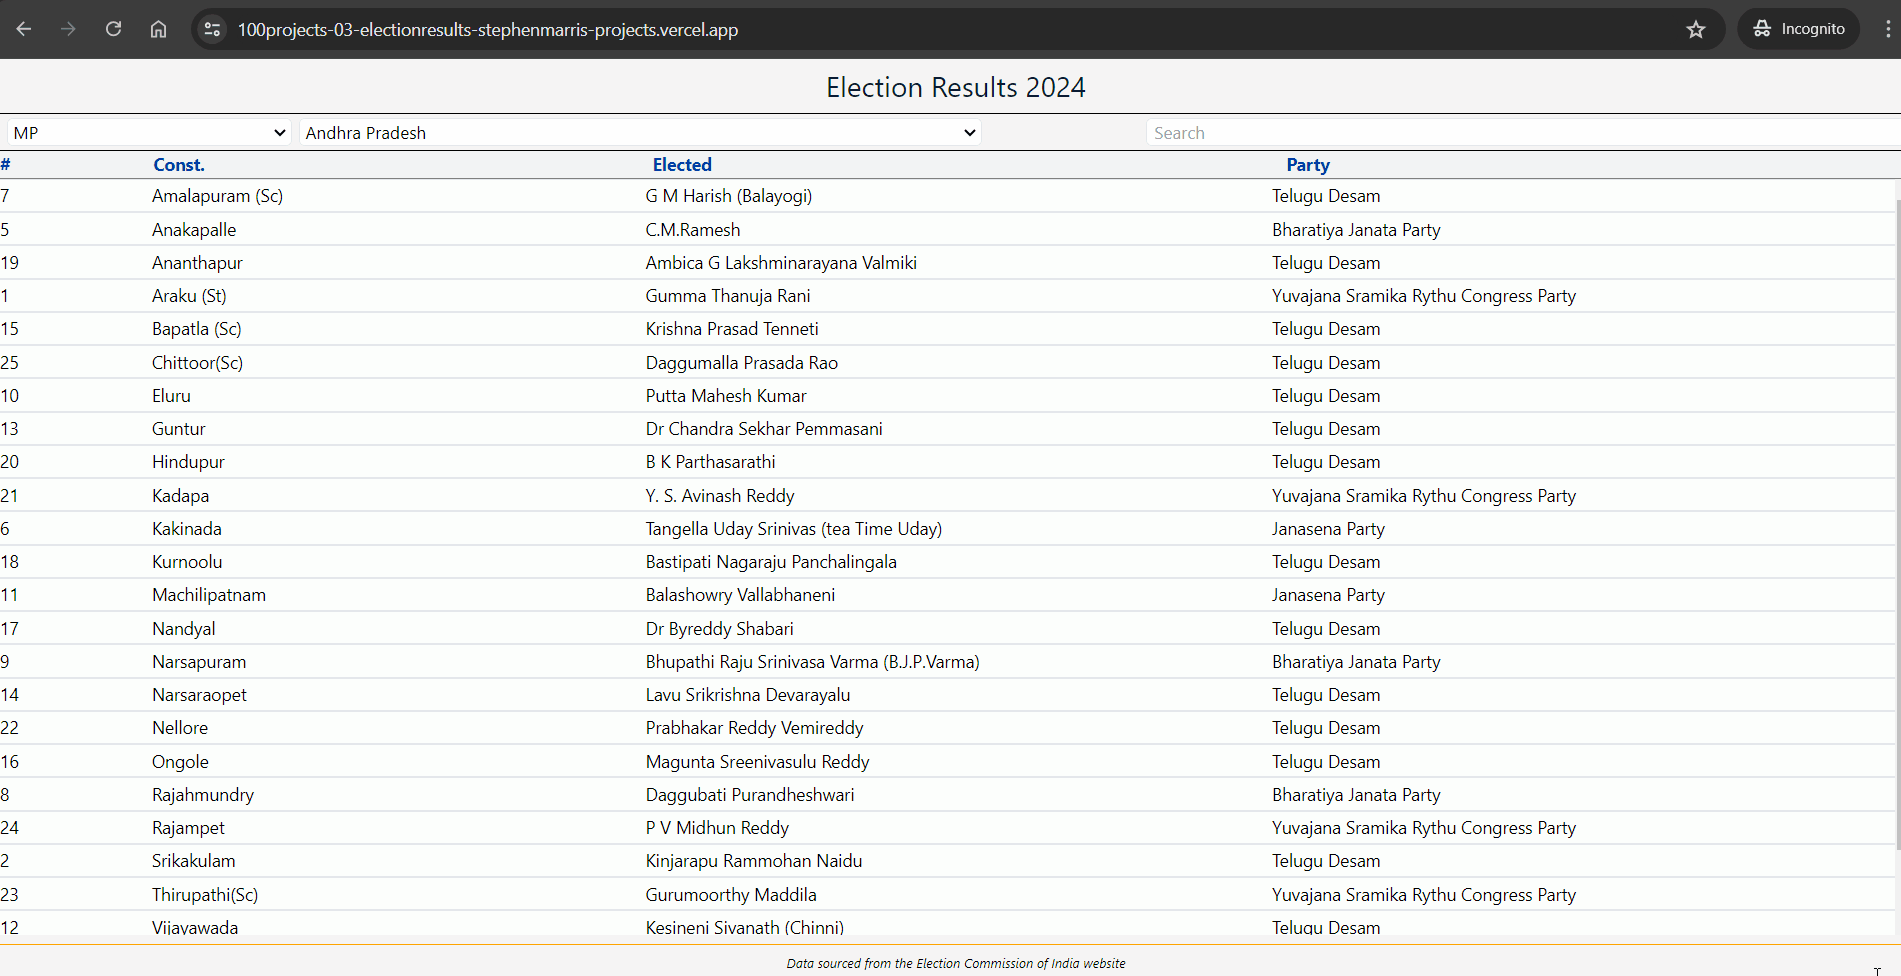 100projects-03-electionresults-stephenmarris-projects.vercel.app Incognito
Election Results 2024
MP Andhra Pradesh Search
# Const. Elected Party
7 Amalapuram (Sc) G M Harish (Balayogi) Telugu Desam
5 Anakapalle C.M.Ramesh Bharatiya Janata Party
19 Ananthapur Ambica G Lakshminarayana Valmiki Telugu Desam
1 Araku (St) Gumma Thanuja Rani Yuvajana Sramika Rythu Congress Party
15 Bapatla (Sc) Krishna Prasad Tenneti Telugu Desam
25 Chittoor(Sc) Daggumalla Prasada Rao Telugu Desam
10 Eluru Putta Mahesh Kumar Telugu Desam
13 Guntur Dr Chandra Sekhar Pemmasani Telugu Desam
20 Hindupur B K Parthasarathi Telugu Desam
21 Kadapa Y. S. Avinash Reddy Yuvajana Sramika Rythu Congress Party
6 Kakinada Tangella Uday Srinivas (tea Time Uday) Janasena Party
18 Kurnoolu Bastipati Nagaraju Panchalingala Telugu Desam
11 Machilipatnam Balashowry Vallabhaneni Janasena Party
17 Nandyal Dr Byreddy Shabari Telugu Desam
9 Narsapuram Bhupathi Raju Srinivasa Varma (B.J.P.Varma) Bharatiya Janata Party
14 Narsaraopet Lavu Srikrishna Devarayalu Telugu Desam
22 Nellore Prabhakar Reddy Vemireddy Telugu Desam
16 Ongole Magunta Sreenivasulu Reddy Telugu Desam
8 Rajahmundry Daggubati Purandheshwari Bharatiya Janata Party
24 Rajampet P V Midhun Reddy Yuvajana Sramika Rythu Congress Party
2 Srikakulam Kinjarapu Rammohan Naidu Telugu Desam
23 Thirupathi(Sc) Gurumoorthy Maddila Yuvajana Sramika Rythu Congress Party
12 Vijayawada Kesineni Sivanath (Chinni) Telugu Desam
Data sourced from the Election Commission of India website